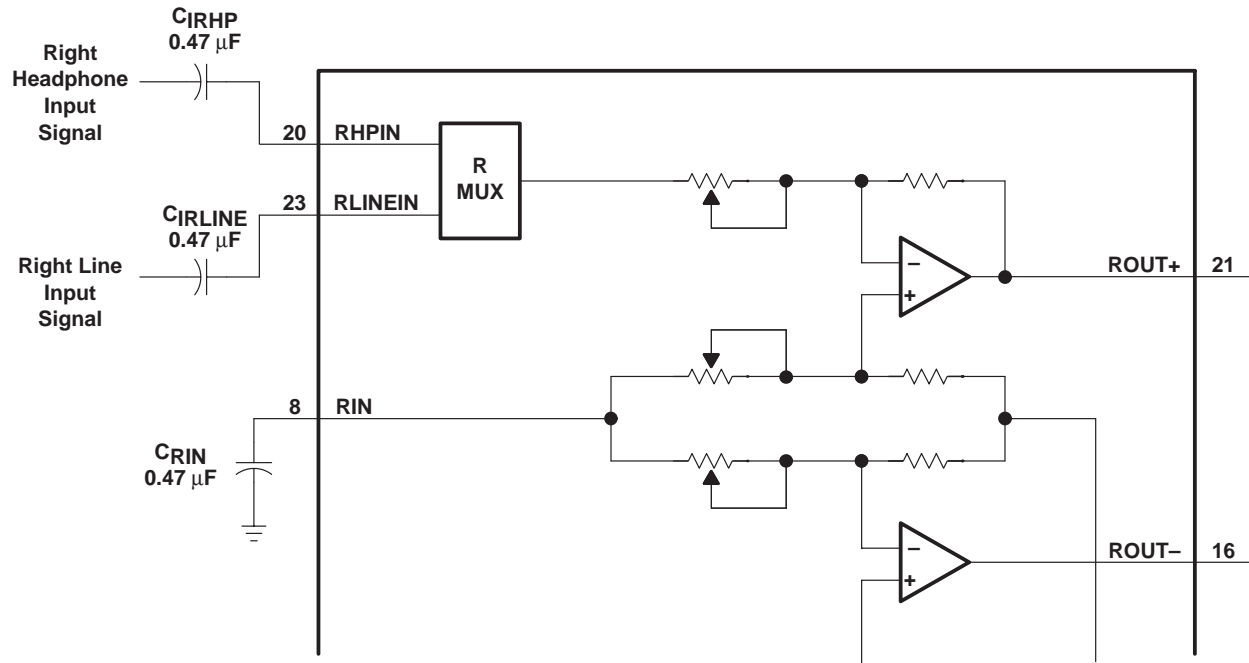 CIRHP
0.47 µF
Right
Headphone
Input
Signal
20 RHPIN
R
MUX
23 RLINEIN
CIRLINE
0.47 µF
Right Line
Input
Signal
−
+
ROUT+ 21
8 RIN
CRIN
0.47 µF
−
+
ROUT– 16